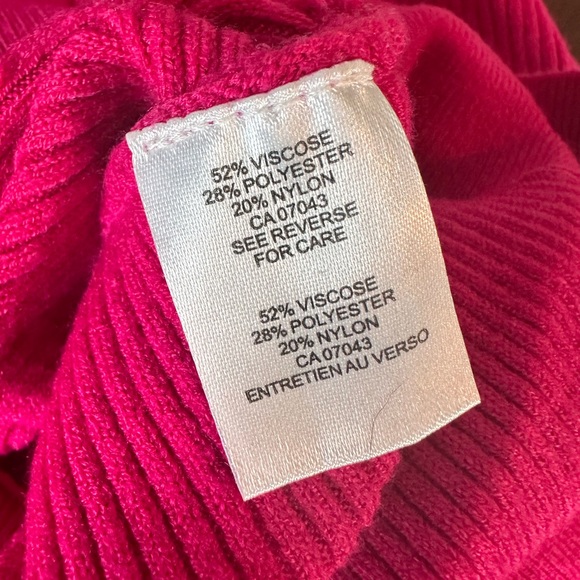 52% VISCOSE
28% POLYESTER
20% NYLON
CA 07043
SEE REVERSE
FOR CARE
52% VISCOSE
28% POLYESTER
20% NYLON
CA 07043
ENTRETIEN AU VERSO